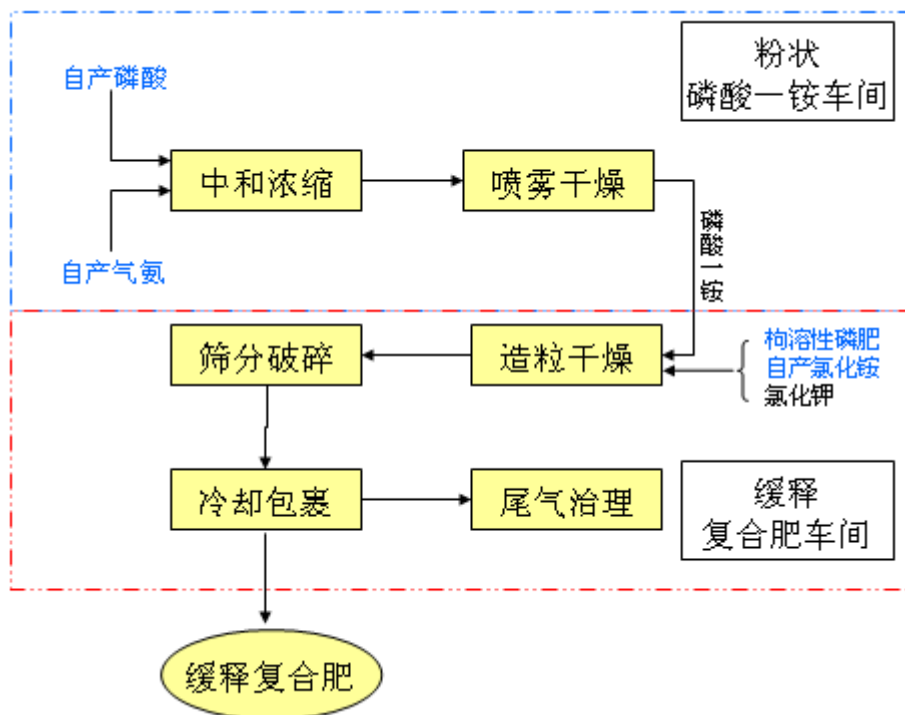 粉状
磷酸一铵车间
自产磷酸
中和浓缩
喷雾干燥
自产气氨
磷酸一铵
筛分破碎
造粒干燥
枸溶性磷肥
自产氯化铵
氯化钾
冷却包裹
尾气治理
缓释
复合肥车间
缓释复合肥